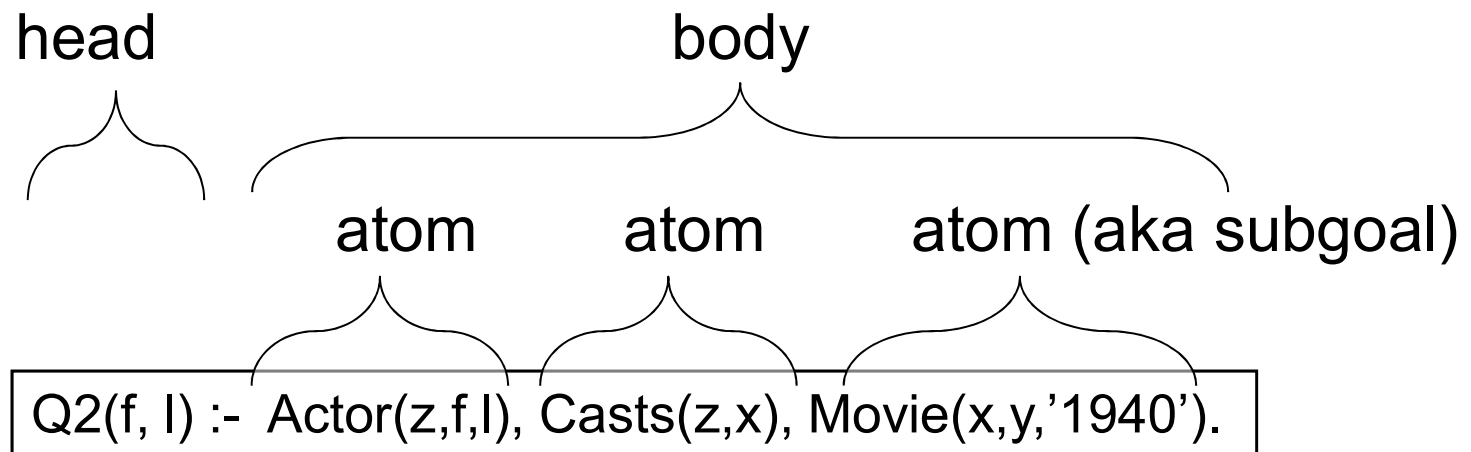 head body
atom atom atom (aka subgoal)
Q2(f, l) :- Actor(z,f,l), Casts(z,x), Movie(x,y,’1940’).